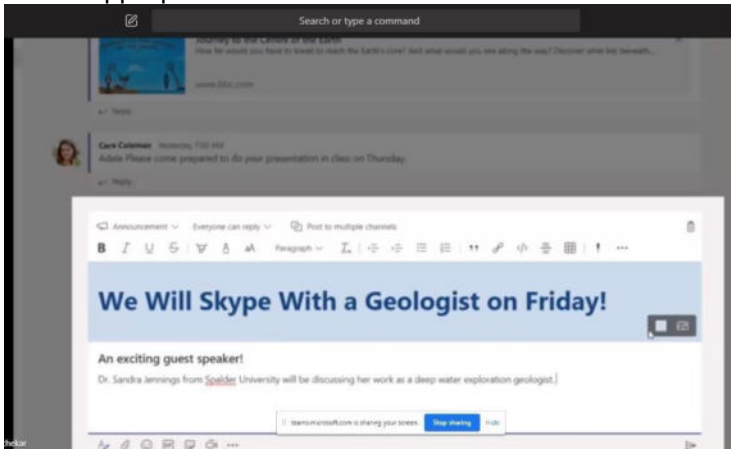 Search or type a command
Journey to the Centre of the Earth
How far would you have to travel to reach the Earth's core? And what would you see along the way? Discover what lies beneath...
www.bbc.com
Reply
Cara Coleman Yesterday 7:00 AM
Adele Please come prepared to do your presentation in class on Thursday.
Reply
Announcement Everyone can reply Post to multiple channels
B I U S A AA Paragraph
We Will Skype With a Geologist on Friday!
An exciting guest speaker!
Dr. Sandra Jennings from Spalder University will be discussing her work as a deep water exploration geologist.
teams.microsoft.com is sharing your screen. Stop sharing Hide